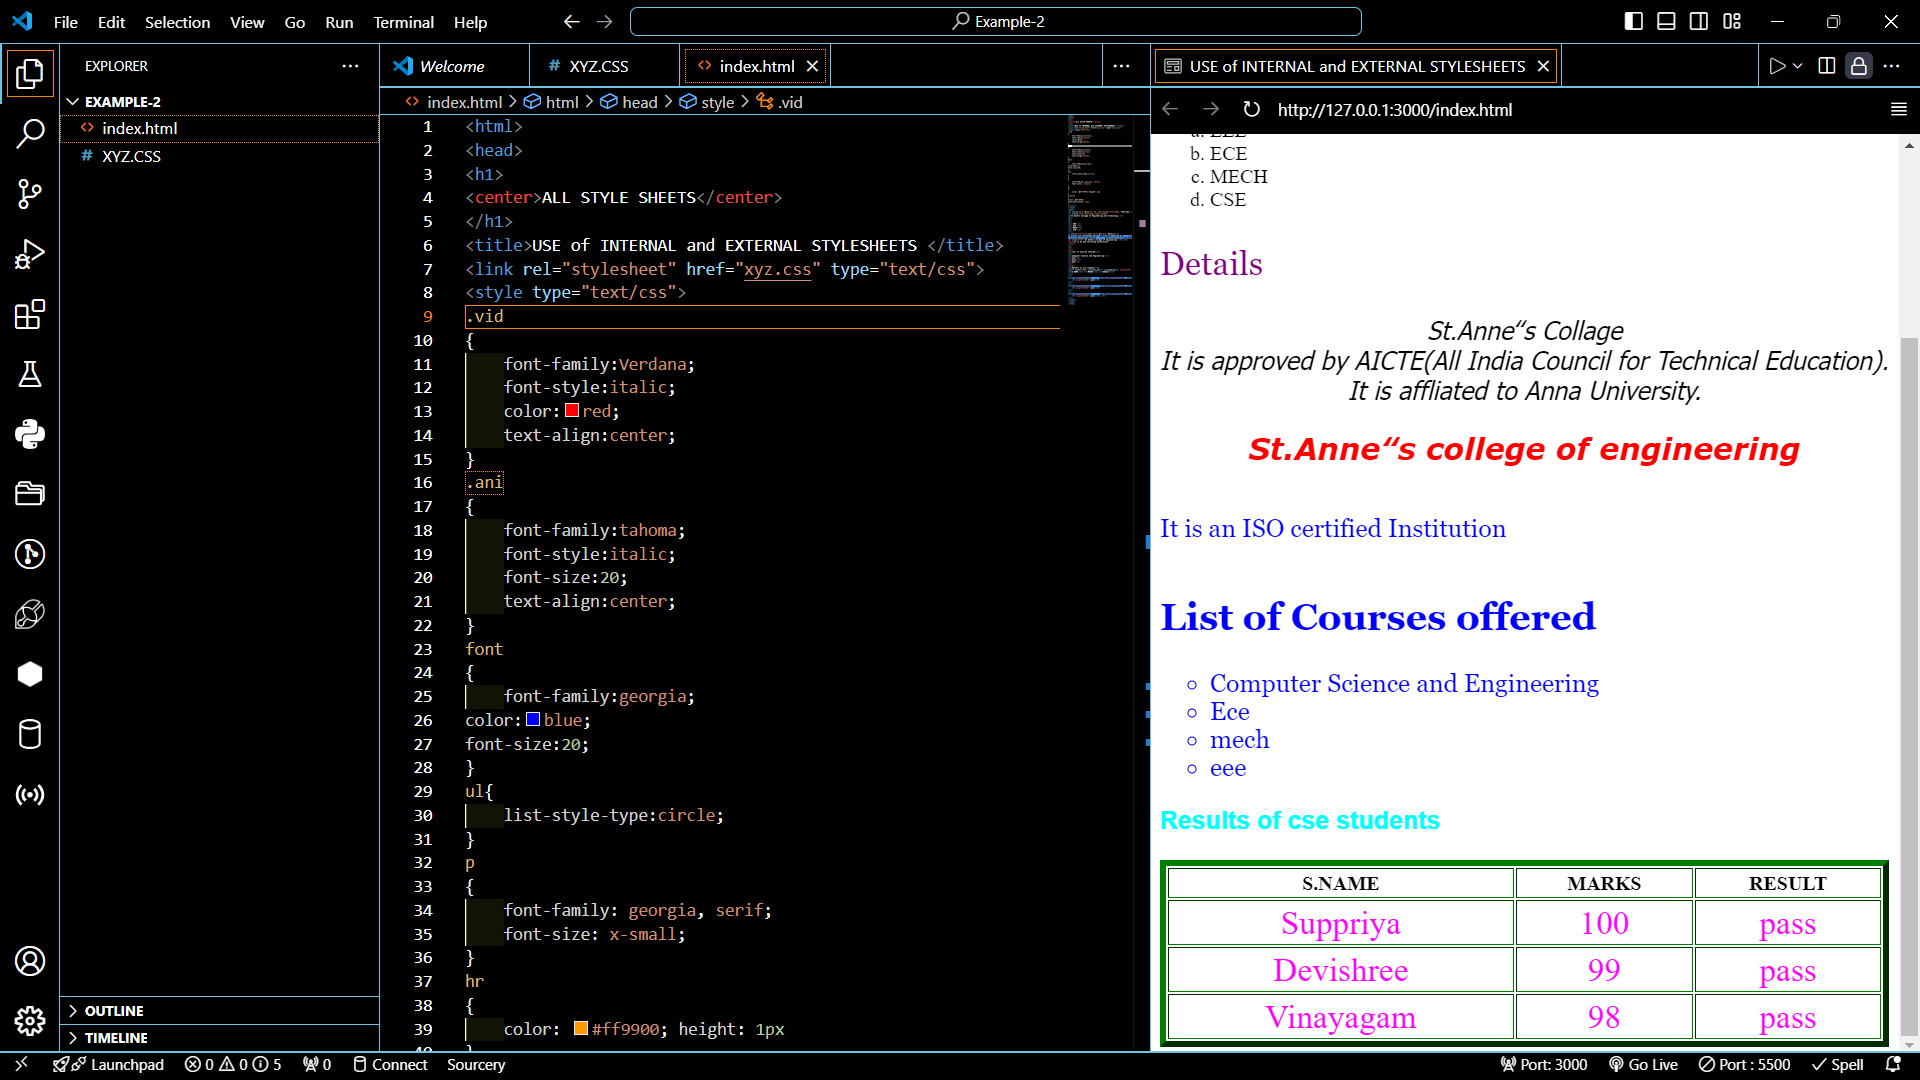 File Edit Selection View Go Run Terminal Help
Example-2
EXPLORER
EXAMPLE-2
index.html
# XYZ.CSS
OUTLINE
TIMELINE
Welcome
# XYZ.CSS
index.html
index.html > html > head > style > .vid
1 <html>
2 <head>
3 <h1>
4 <center>ALL STYLE SHEETS</center>
5 </h1>
6 <title>USE of INTERNAL and EXTERNAL STYLESHEETS </title>
7 <link rel="stylesheet" href="xyz.css" type="text/css">
8 <style type="text/css">
9 .vid
10 {
11 font-family:Verdana;
12 font-style:italic;
13 color:red;
14 text-align:center;
15 }
16 .ani
17 {
18 font-family:tahoma;
19 font-style:italic;
20 font-size:20;
21 text-align:center;
22 }
23 font
24 {
25 font-family:georgia;
26 color:blue;
27 font-size:20;
28 }
29 ul{
30 list-style-type:circle;
31 }
32 p
33 {
34 font-family: georgia, serif;
35 font-size: x-small;
36 }
37 hr
38 {
39 color: #ff9900; height: 1px
USE of INTERNAL and EXTERNAL STYLESHEETS
http://127.0.0.1:3000/index.html
b. ECE
c. MECH
d. CSE
Details
St.Anne“s Collage
It is approved by AICTE(All India Council for Technical Education).
It is affliated to Anna University.
St.Anne“s college of engineering
It is an ISO certified Institution
List of Courses offered
Computer Science and Engineering
Ece
mech
eee
Results of cse students
S.NAME MARKS RESULT
Suppriya 100 pass
Devishree 99 pass
Vinayagam 98 pass
Launchpad 0 0 5 0 Connect Sourcery
Port: 3000 Go Live Port : 5500 Spell